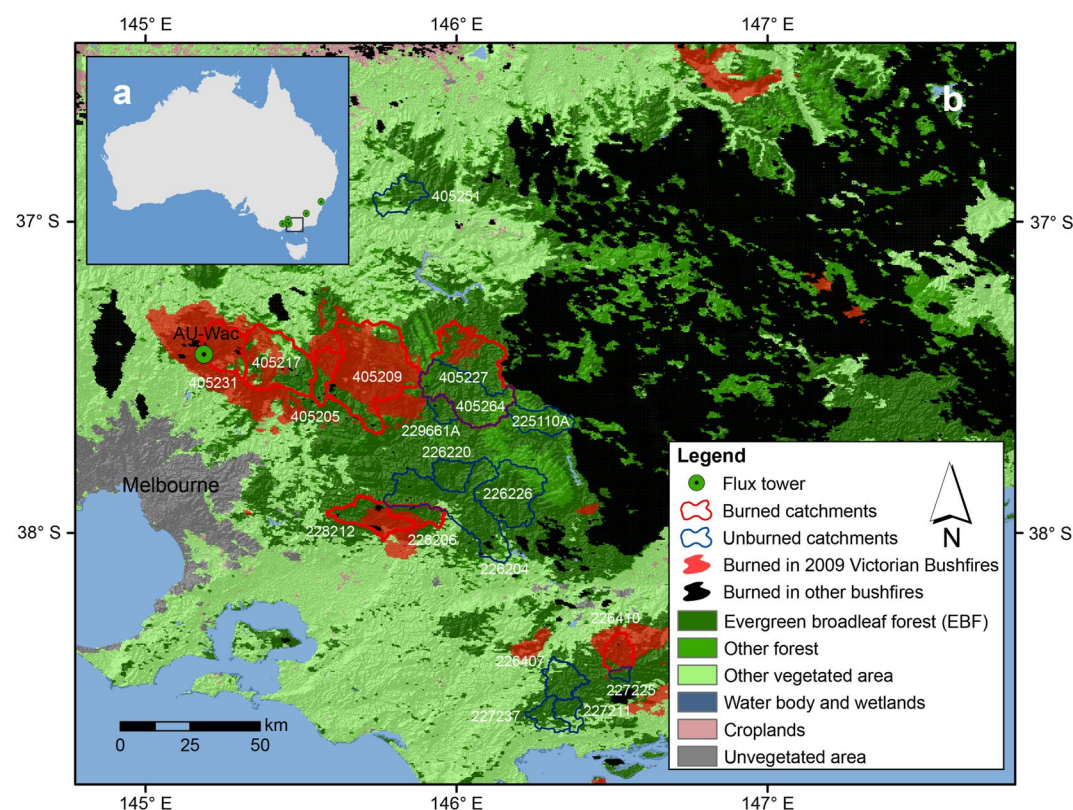 145° E
146° E
147° E
a
b
405251
37° S
37° S
AU-Wac
405217
405209
405227
405231
405264
405205
225110A
229661A
226220
Melbourne
226226
38° S
38° S
228212
228206
226204
226410
226407
227225
227211
227237
Legend
Flux tower
Burned catchments
Unburned catchments
Burned in 2009 Victorian Bushfires
Burned in other bushfires
Evergreen broadleaf forest (EBF)
Other forest
Other vegetated area
Water body and wetlands
Croplands
Unvegetated area
N
km
0 25 50
145° E
146° E
147° E